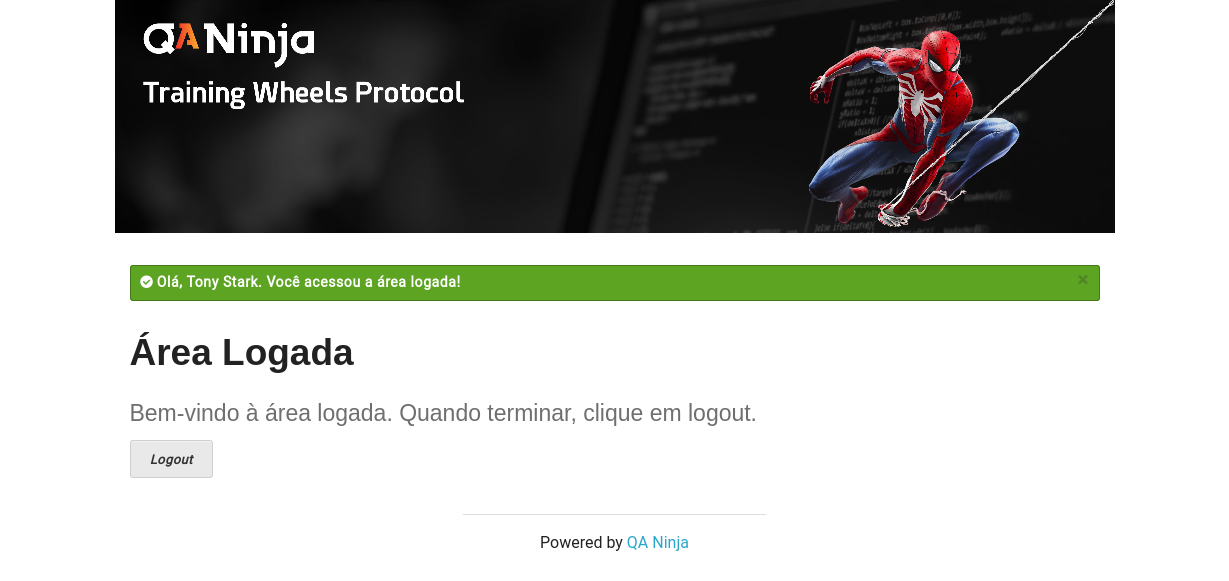 QA Ninja
Training Wheels Protocol
Olá, Tony Stark. Você acessou a área logada!
×
Área Logada
Bem-vindo à área logada. Quando terminar, clique em logout.
Logout
Powered by QA Ninja